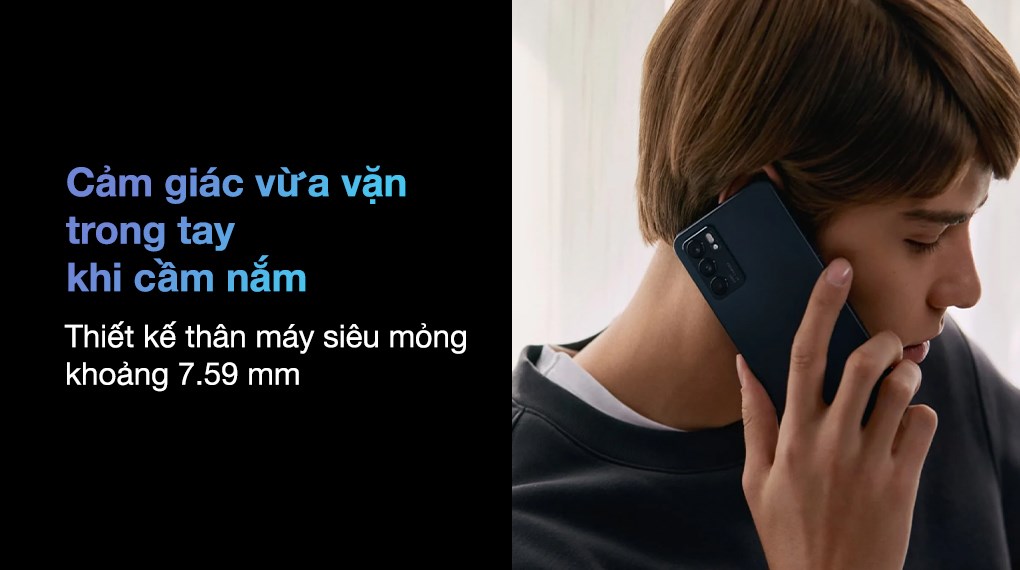 Cảm giác vừa vặn
trong tay
khi cầm nắm
Thiết kế thân máy siêu mỏng
khoảng 7.59 mm